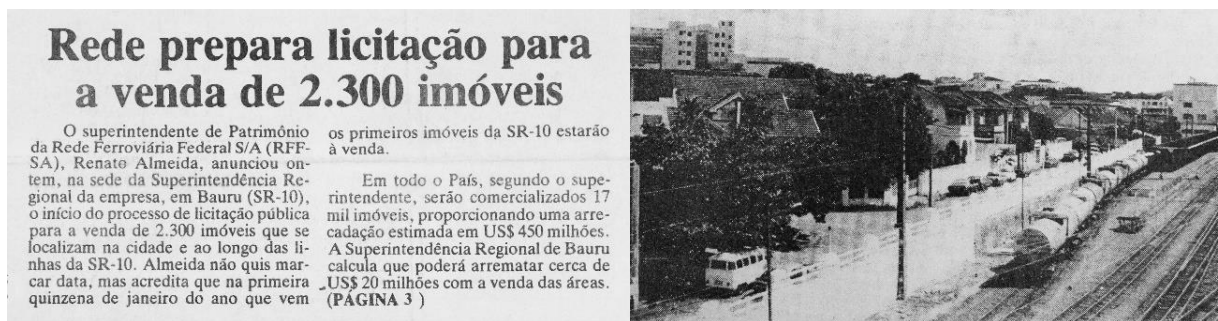 Rede prepara licitação para
a venda de 2.300 imóveis
O superintendente de Patrimônio
da Rede Ferroviária Federal S/A (RFF-
SA), Renato Almeida, anunciou on-
tem, na sede da Superintendência Re-
gional da empresa, em Bauru (SR-10),
o início do processo de licitação pública
para a venda de 2.300 imóveis que se
localizam na cidade e ao longo das li-
nhas da SR-10. Almeida não quis mar-
car data, mas acredita que na primeira
quinzena de janeiro do ano que vem
os primeiros imóveis da SR-10 estarão
à venda.
Em todo o País, segundo o supe-
rintendente, serão comercializados 17
mil imóveis, proporcionando uma arre-
cadação estimada em US$ 450 milhões.
A Superintendência Regional de Bauru
calcula que poderá arrematar cerca de
US$ 20 milhões com a venda das áreas.
(PÁGINA 3 )